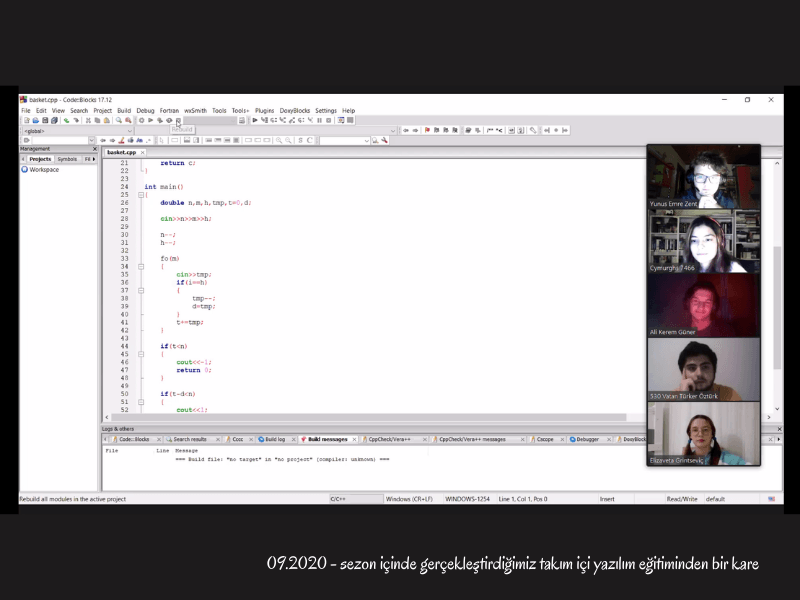 basket.cpp - Code::Blocks 17.12
File Edit View Search Project Build Debug Fortran wxSmith Tools Tools+ Plugins DoxyBlocks Settings Help
<global>
Rebuild
Management
Projects Symbols Fi
Workspace
basket.cpp
21 return c;
22 }
23
24 int main()
25 {
26 double n,m,h,tmp,t=0,d;
27
28 cin>>n>>m>>h;
29
30 n--;
31 h--;
32
33 fo(m)
34 {
35 cin>>tmp;
36 if(i==h)
37 {
38 tmp--;
39 d=tmp;
40 }
41 t+=tmp;
42 }
43
44 if(t<n)
45 {
46 cout<<-1;
47 return 0;
48 }
49
50 if(t-d<n)
51 {
52 cout<<1;
Yunus Emre Zent
Cymurghs 7466
Ali Kerem Güner
530 Vatan Türker Öztürk
Elizaveta Grintseviç
Logs & others
Code::Blocks Search results Cccc Build log Build messages CppCheck/Vera++ CppCheck/Vera++ messages Cscope Debugger DoxyBlock
File Line Message
=== Build file: "no target" in "no project" (compiler: unknown) ===
Rebuild all modules in the active project C/C++ Windows (CR+LF) WINDOWS-1254 Line 1, Col 1, Pos 0 Insert Read/Write default
09.2020 - sezon içinde gerçekleştirdiğimiz takım içi yazılım eğitiminden bir kare